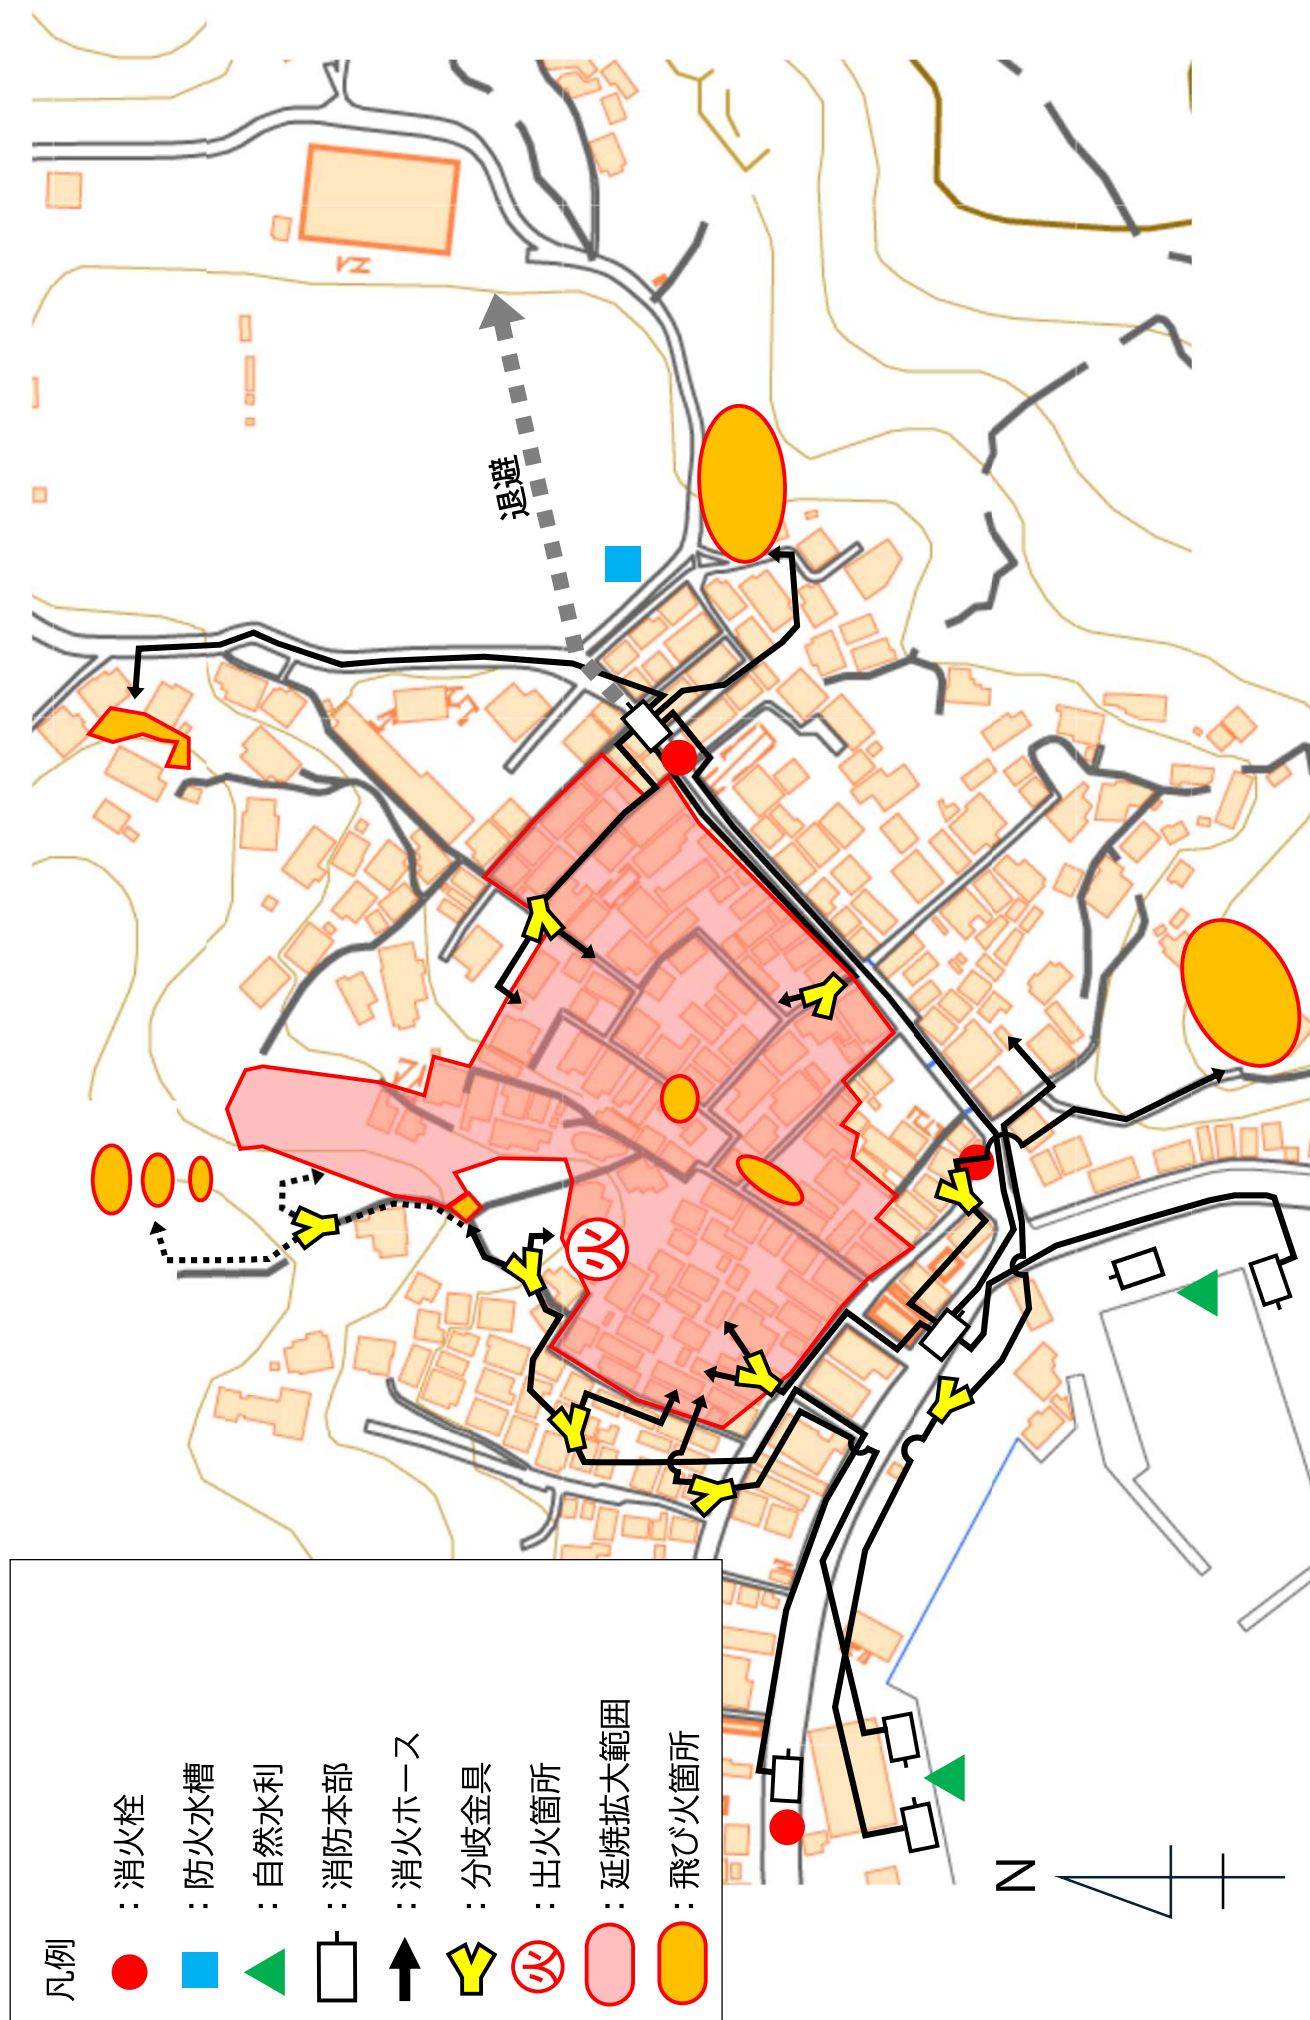 凡例
：消火栓
：防火水槽
：自然水利
：消防本部
：消火ホース
：分岐金具
火：出火箇所
：延焼拡大範囲
：飛び火箇所
退避
火
N